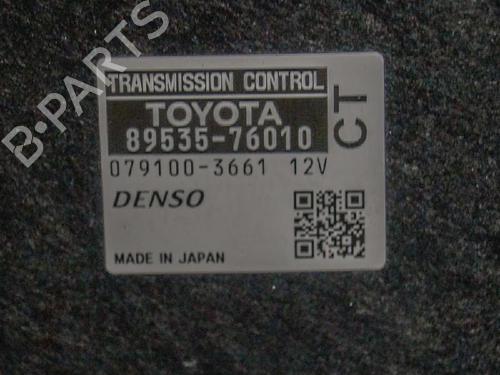 B-PARTS
TRANSMISSION CONTROL
TOYOTA
89535-76010
CT
079100-3661 12V
DENSO
MADE IN JAPAN